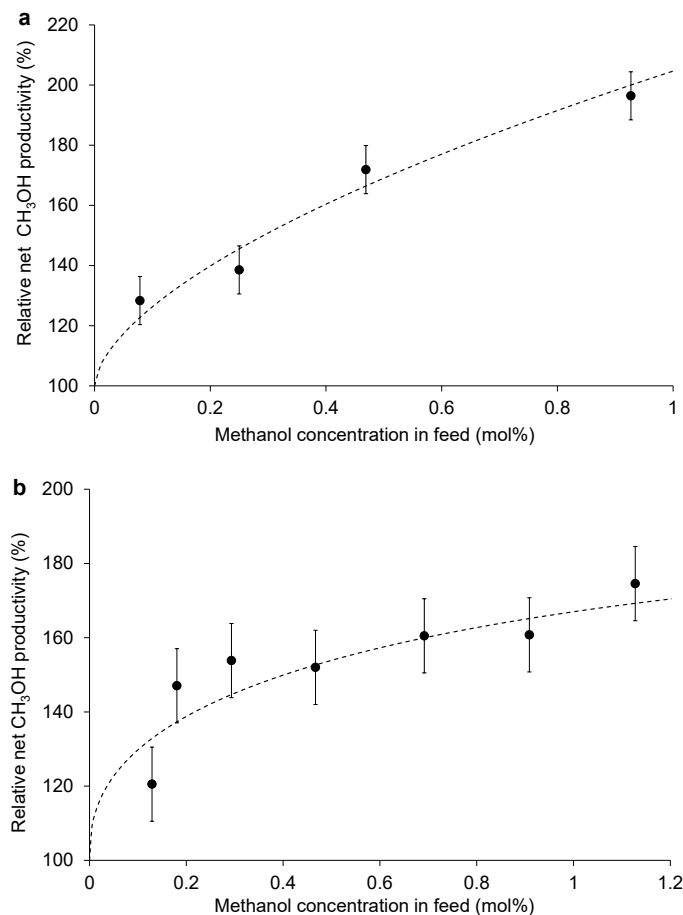 a
220
200
180
160
140
120
100
0 0.2 0.4 0.6 0.8 1
Relative net CH₃OH productivity (%)
Methanol concentration in feed (mol%)
b
200
180
160
140
120
100
0 0.2 0.4 0.6 0.8 1 1.2
Relative net CH₃OH productivity (%)
Methanol concentration in feed (mol%)